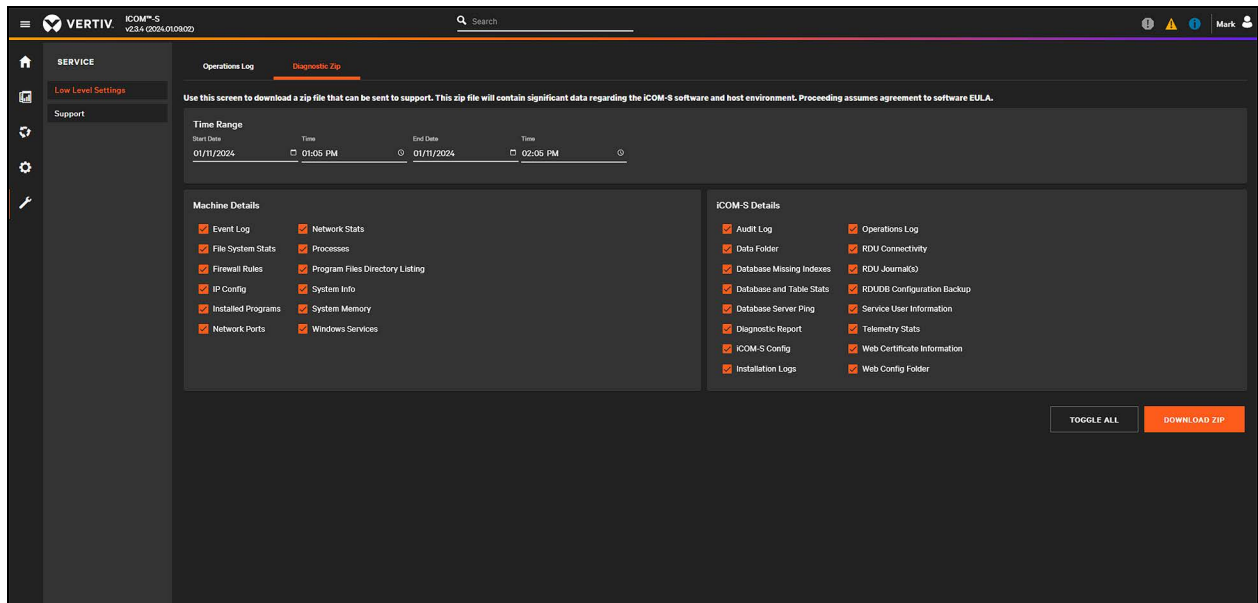 VERTIV.
iCOM™-S
v2.3.4 (2024.01.09.02)
Search
Mark
SERVICE
Low Level Settings
Support
Operations Log
Diagnostic Zip
Use this screen to download a zip file that can be sent to support. This zip file will contain significant data regarding the iCOM-S software and host environment. Proceeding assumes agreement to software EULA.
Time Range
Start Date Time End Date Time
01/11/2024 01:05 PM 01/11/2024 02:05 PM
Machine Details
Event Log
File System Stats
Firewall Rules
IP Config
Installed Programs
Network Ports
Network Stats
Processes
Program Files Directory Listing
System Info
System Memory
Windows Services
iCOM-S Details
Audit Log
Data Folder
Database Missing Indexes
Database and Table Stats
Database Server Ping
Diagnostic Report
iCOM-S Config
Installation Logs
Operations Log
RDU Connectivity
RDU Journal(s)
RDUDB Configuration Backup
Service User Information
Telemetry Stats
Web Certificate Information
Web Config Folder
TOGGLE ALL
DOWNLOAD ZIP